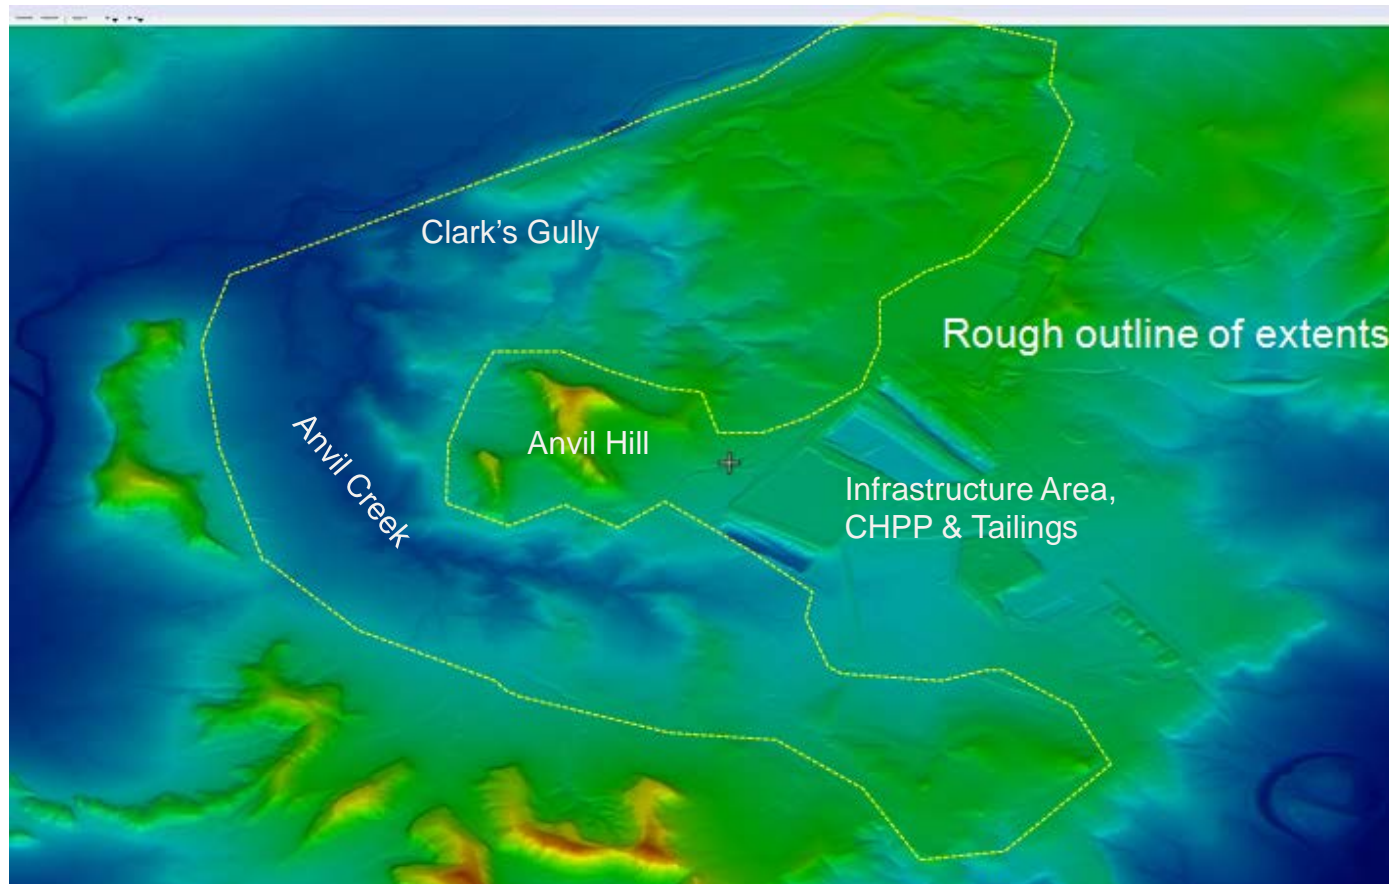 Clark's Gully
Rough outline of extents
Anvil Creek
Anvil Hill
Infrastructure Area,
CHPP & Tailings